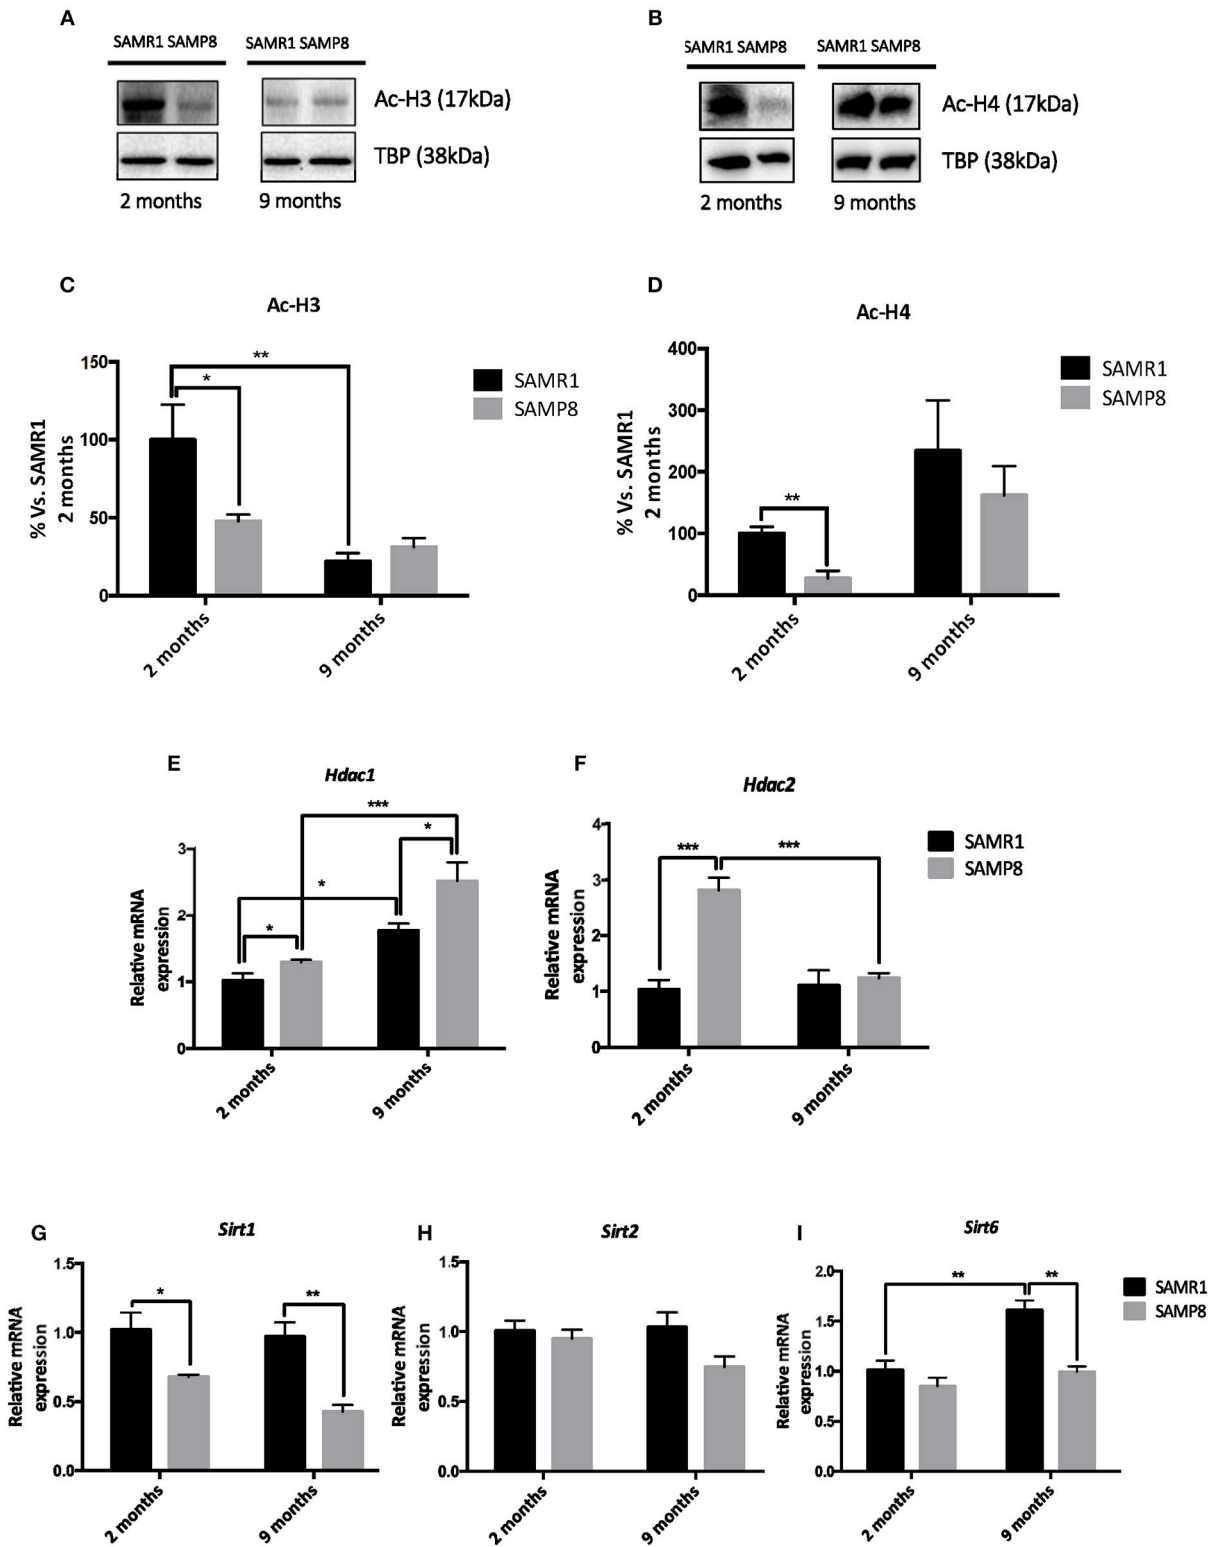 A
B
SAMR1 SAMP8
SAMR1 SAMP8
SAMR1 SAMP8
SAMR1 SAMP8
Ac-H3 (17kDa)
Ac-H4 (17kDa)
TBP (38kDa)
TBP (38kDa)
2 months
9 months
2 months
9 months
C
Ac-H3
150
100
50
0
% Vs. SAMR1
2 months
**
*
SAMR1
SAMP8
2 months
9 months
D
Ac-H4
400
300
200
100
0
% Vs. SAMR1
2 months
**
SAMR1
SAMP8
2 months
9 months
E
Hdac1
3
2
1
0
Relative mRNA
expression
***
*
*
*
2 months
9 months
F
Hdac2
4
3
2
1
0
Relative mRNA
expression
***
***
SAMR1
SAMP8
2 months
9 months
G
Sirt1
1.5
1.0
0.5
0.0
Relative mRNA
expression
*
**
2 months
9 months
H
Sirt2
1.5
1.0
0.5
0.0
Relative mRNA
expression
2 months
9 months
I
Sirt6
2.0
1.5
1.0
0.5
0.0
Relative mRNA
expression
**
**
SAMR1
SAMP8
2 months
9 months